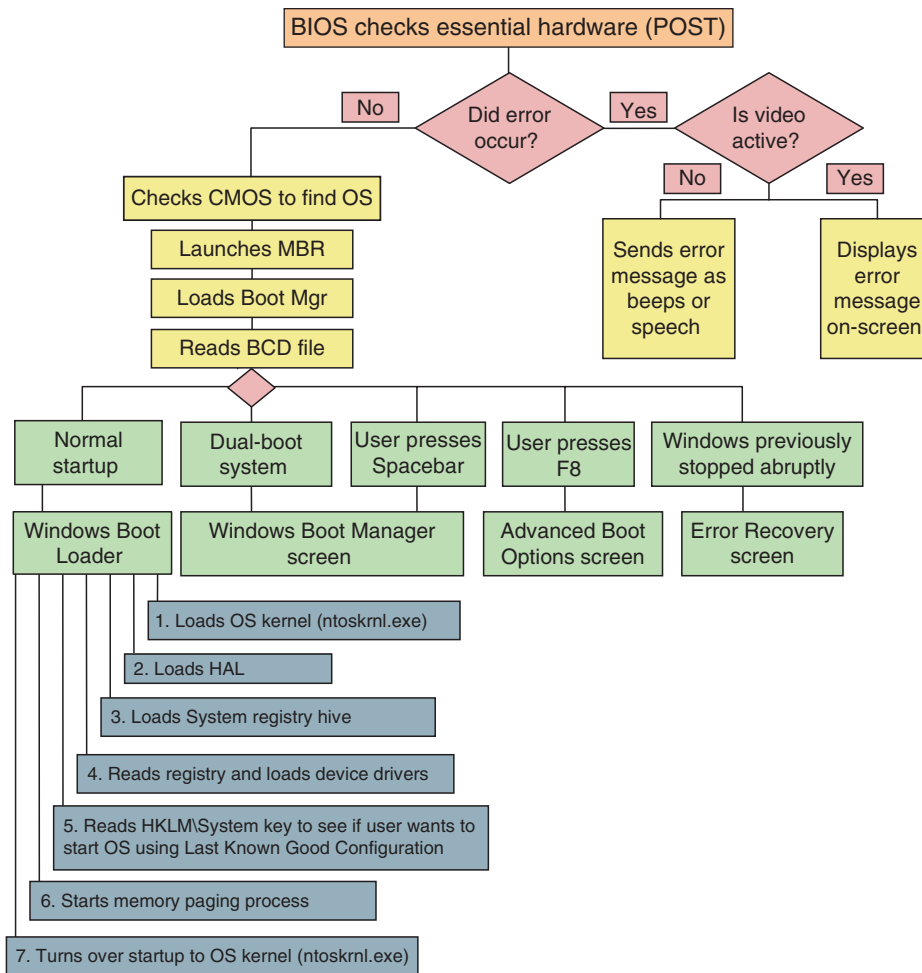 BIOS checks essential hardware (POST)
No
Did error
occur?
Yes
Is video
active?
No
Yes
Checks CMOS to find OS
Launches MBR
Loads Boot Mgr
Reads BCD file
Sends error
message as
beeps or
speech
Displays
error
message
on-screen
Normal
startup
Dual-boot
system
User presses
Spacebar
User presses
F8
Windows previously
stopped abruptly
Windows Boot
Loader
Windows Boot Manager
screen
Advanced Boot
Options screen
Error Recovery
screen
1. Loads OS kernel (ntoskrnl.exe)
2. Loads HAL
3. Loads System registry hive
4. Reads registry and loads device drivers
5. Reads HKLM\System key to see if user wants to
start OS using Last Known Good Configuration
6. Starts memory paging process
7. Turns over startup to OS kernel (ntoskrnl.exe)